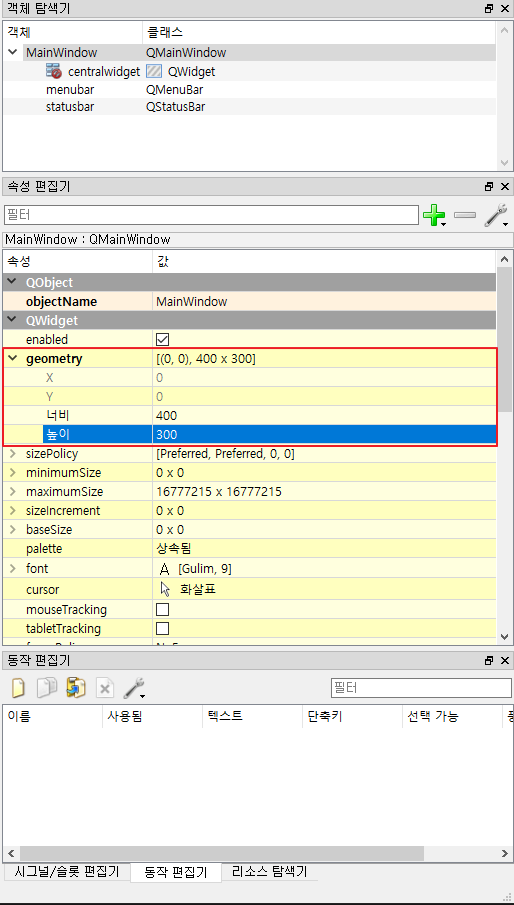 객체 탐색기
객체 클래스
MainWindow QMainWindow
centralwidget QWidget
menubar QMenuBar
statusbar QStatusBar
속성 편집기
필터
MainWindow : QMainWindow
속성 값
QObject
objectName MainWindow
QWidget
enabled
geometry [(0, 0), 400 x 300]
X 0
Y 0
너비 400
높이 300
sizePolicy [Preferred, Preferred, 0, 0]
minimumSize 0 x 0
maximumSize 16777215 x 16777215
sizeIncrement 0 x 0
baseSize 0 x 0
palette 상속됨
font A [Gulim, 9]
cursor 화살표
mouseTracking
tabletTracking
동작 편집기
필터
이름 사용됨 텍스트 단축키 선택 가능
시그널/슬롯 편집기 동작 편집기 리소스 탐색기